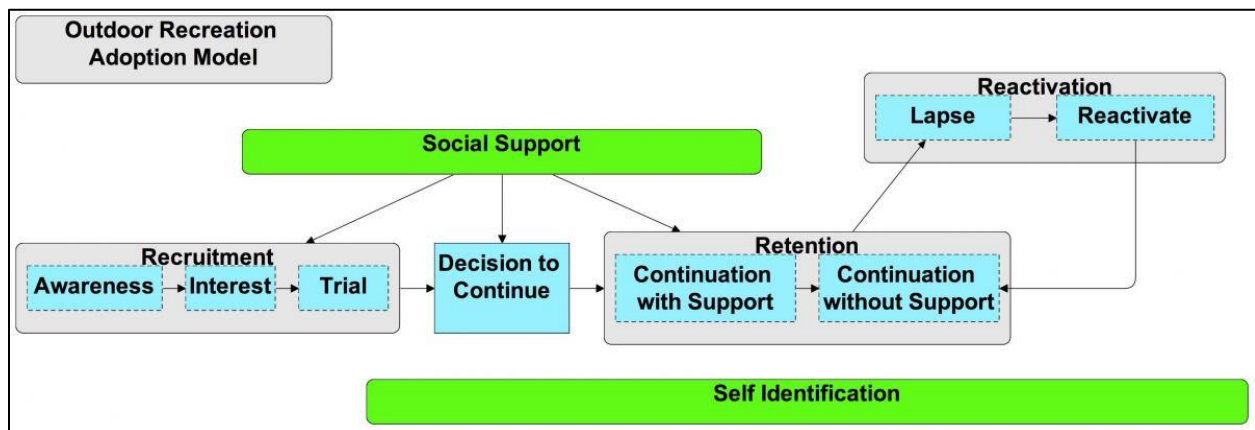 Outdoor Recreation
Adoption Model
Reactivation
Lapse
Reactivate
Social Support
Recruitment
Awareness
Interest
Trial
Decision to
Continue
Retention
Continuation
with Support
Continuation
without Support
Self Identification